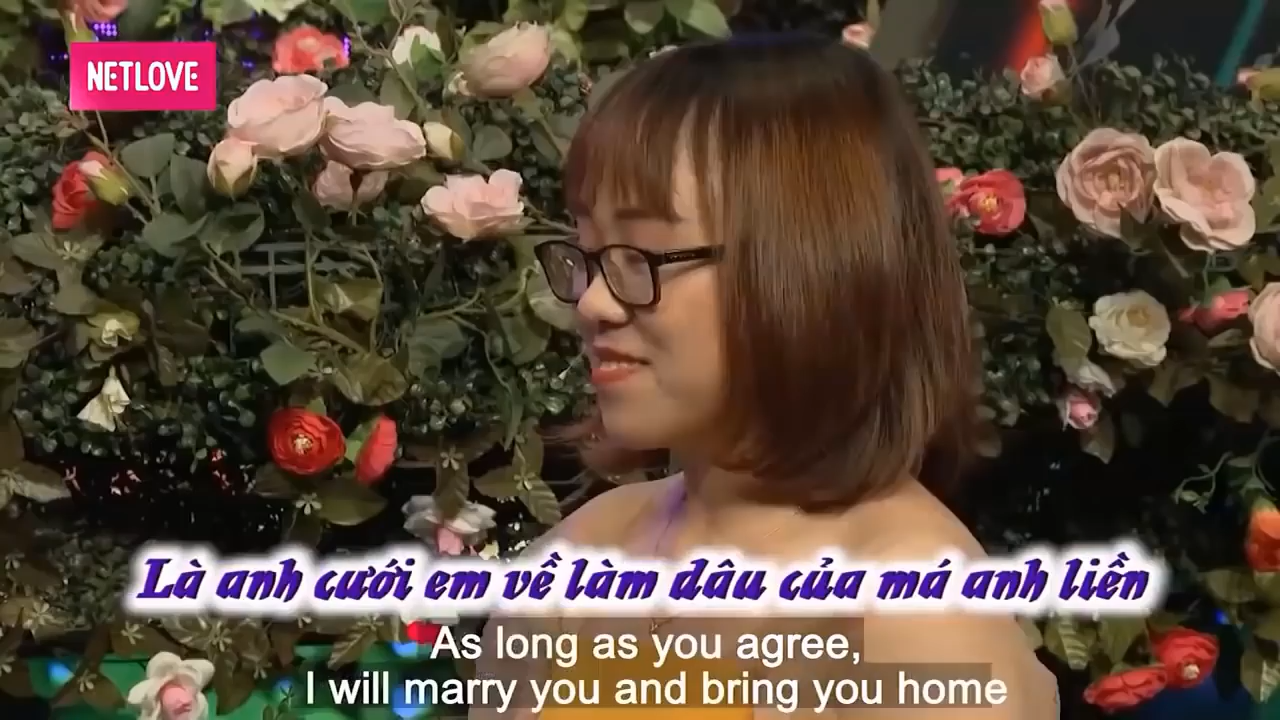 NETLOVE
Là anh cưới em về làm dâu của má anh liền
As long as you agree,
I will marry you and bring you home